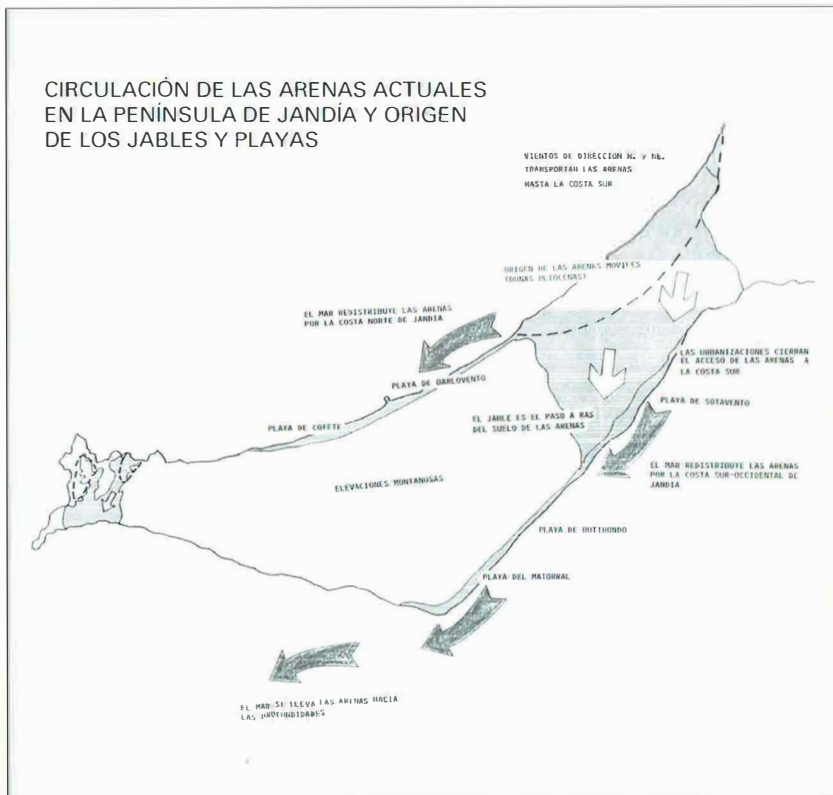 CIRCULACIÓN DE LAS ARENAS ACTUALES
EN LA PENÍNSULA DE JANDÍA Y ORIGEN
DE LOS JABLES Y PLAYAS
VIENTOS DE DIRECCION N. y NE.
TRANSPORTAN LAS ARENAS
HASTA LA COSTA SUR
ORIGEN DE LAS ARENAS MOVILES
(DUNAS PLIOCENAS)
EL MAR REDISTRIBUYE LAS ARENAS
POR LA COSTA NORTE DE JANDIA
LAS URBANIZACIONES CIERRAN
EL ACCESO DE LAS ARENAS A
LA COSTA SUR
PLAYA DE BARLOVENTO
PLAYA DE SOTAVENTO
PLAYA DE COFETE
EL JABLE ES EL PASO A RAS
DEL SUELO DE LAS ARENAS
EL MAR REDISTRIBUYE LAS ARENAS
POR LA COSTA SUR-OCCIDENTAL DE
JANDIA
ELEVACIONES MONTAÑOSAS
PLAYA DE BUTIHONDO
PLAYA DEL MATORRAL
EL MAR SE LLEVA LAS ARENAS HACIA
LAS PROFUNDIDADES